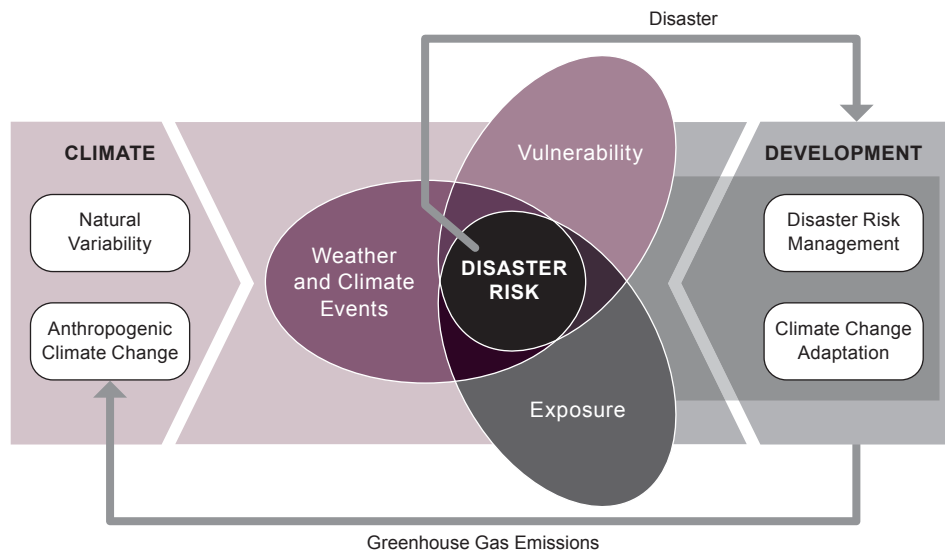 Disaster
CLIMATE
Natural
Variability
Anthropogenic
Climate Change
Vulnerability
Weather
and Climate
Events
DISASTER
RISK
Exposure
DEVELOPMENT
Disaster Risk
Management
Climate Change
Adaptation
Greenhouse Gas Emissions